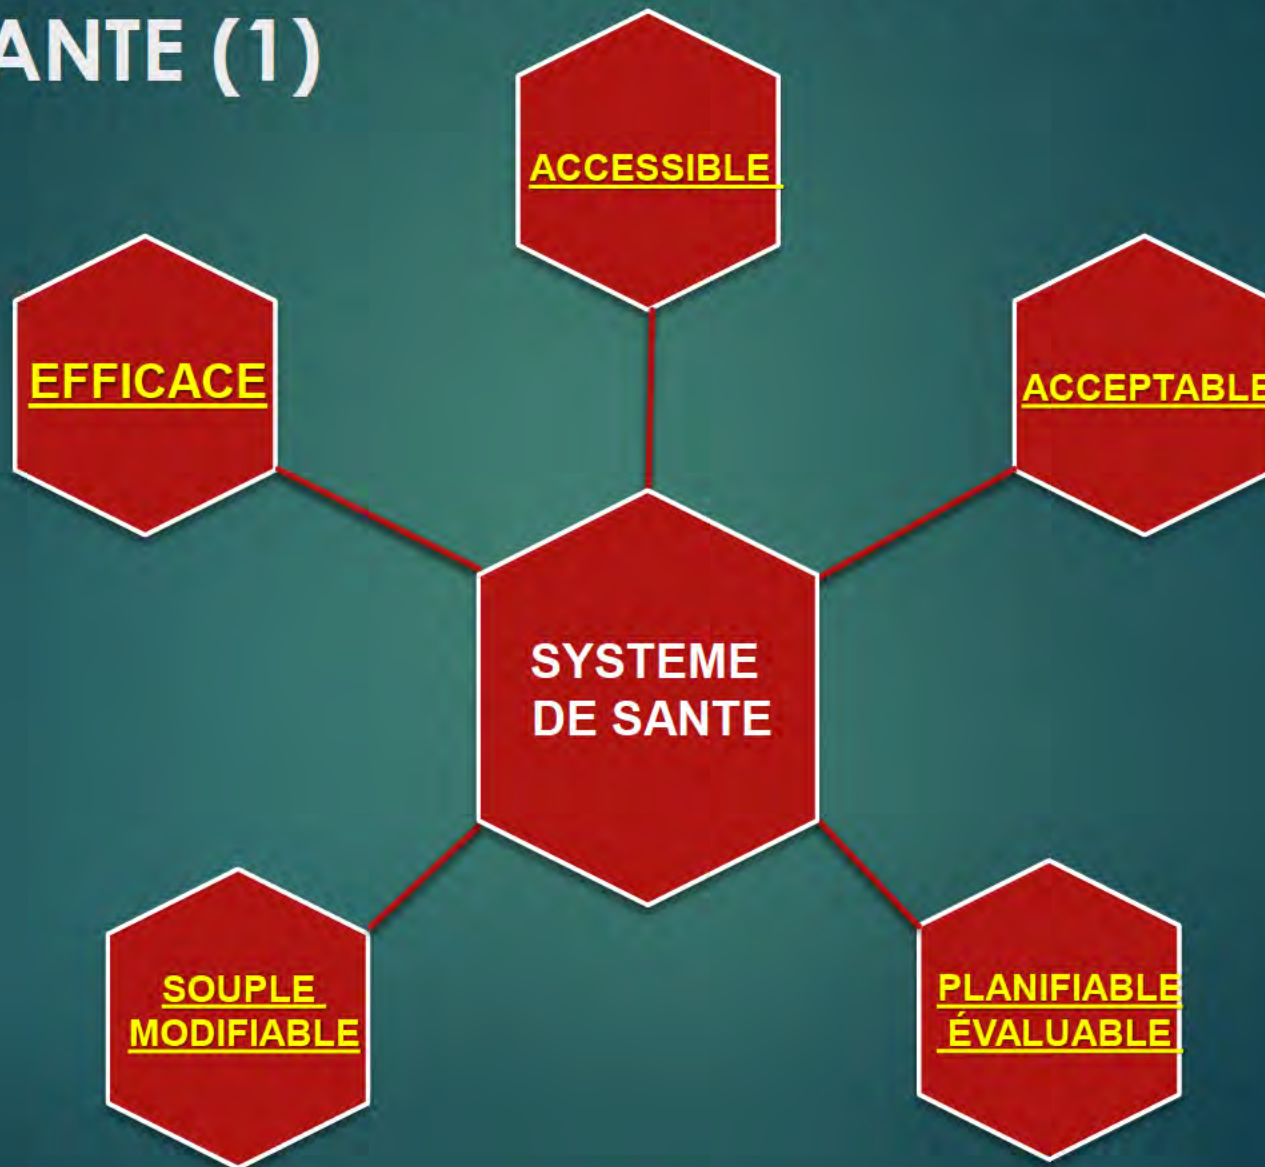 ANTE (1)
ACCESSIBLE
EFFICACE
ACCEPTABLE
SYSTEME
DE SANTE
SOUPLE
MODIFIABLE
PLANIFIABLE
ÉVALUABLE